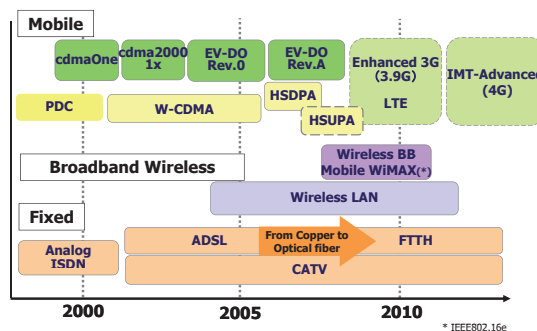 Mobile
cdmaOne
cdma2000
1x
EV-DO
Rev.0
EV-DO
Rev.A
Enhanced 3G
(3.9G)
LTE
IMT-Advanced
(4G)
PDC
W-CDMA
HSDPA
HSUPA
Broadband Wireless
Wireless BB
Mobile WiMAX(*)
Wireless LAN
Fixed
Analog
ISDN
ADSL
From Copper to
Optical fiber
FTTH
CATV
2000
2005
2010
* IEEE802.16e